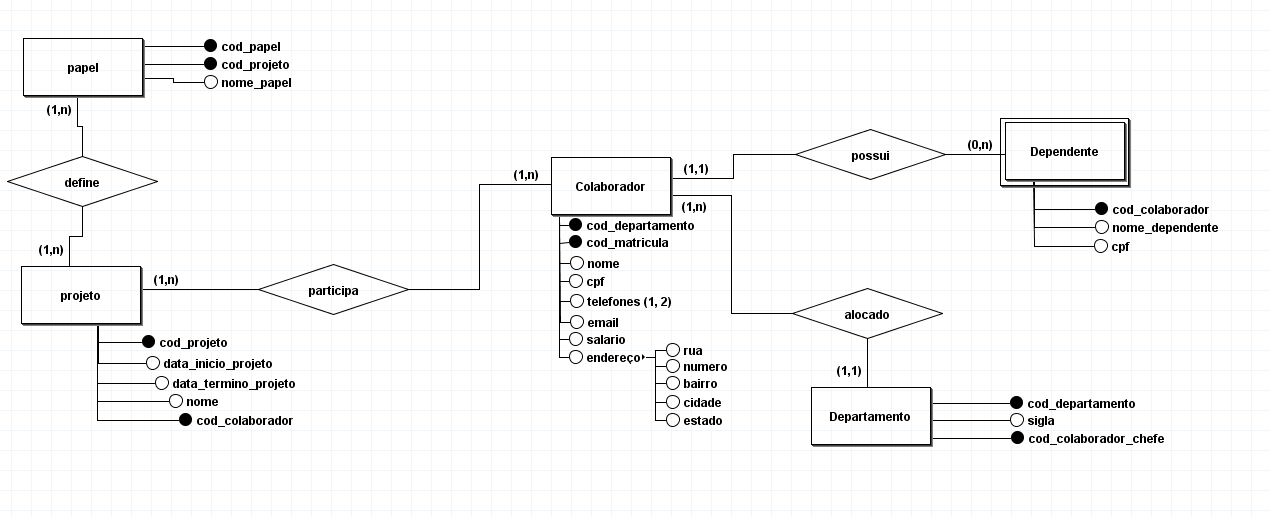 papel
cod_papel
cod_projeto
nome_papel
(1,n)
define
(1,n)
projeto
(1,n)
cod_projeto
data_inicio_projeto
data_termino_projeto
nome
cod_colaborador
participa
(1,n)
Colaborador
(1,1)
(1,n)
cod_departamento
cod_matricula
nome
cpf
telefones (1, 2)
email
salario
endereço
rua
numero
bairro
cidade
estado
possui
(0,n)
Dependente
cod_colaborador
nome_dependente
cpf
alocado
(1,1)
Departamento
cod_departamento
sigla
cod_colaborador_chefe